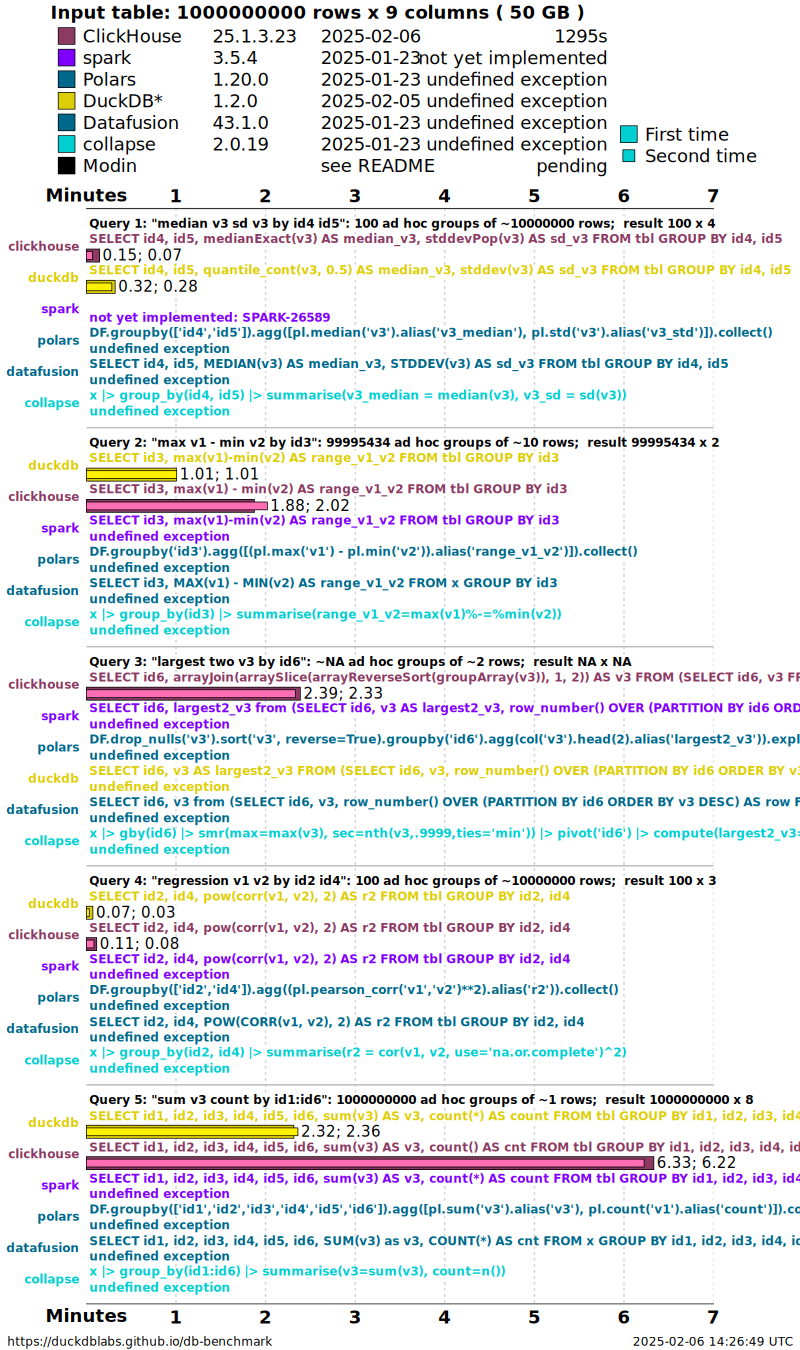 Input table: 1000000000 rows x 9 columns ( 50 GB )
ClickHouse 25.1.3.23 2025-02-06 1295s
spark 3.5.4 2025-01-23 not yet implemented
Polars 1.20.0 2025-01-23 undefined exception
DuckDB* 1.2.0 2025-02-05 undefined exception
Datafusion 43.1.0 2025-01-23 undefined exception
collapse 2.0.19 2025-01-23 undefined exception
Modin see README pending
First time
Second time
Minutes 1 2 3 4 5 6 7
Query 1: "median v3 sd v3 by id4 id5": 100 ad hoc groups of ~10000000 rows; result 100 x 4
clickhouse SELECT id4, id5, medianExact(v3) AS median_v3, stddevPop(v3) AS sd_v3 FROM tbl GROUP BY id4, id5
0.15; 0.07
duckdb SELECT id4, id5, quantile_cont(v3, 0.5) AS median_v3, stddev(v3) AS sd_v3 FROM tbl GROUP BY id4, id5
0.32; 0.28
spark
not yet implemented: SPARK-26589
polars DF.groupby(['id4','id5']).agg([pl.median('v3').alias('v3_median'), pl.std('v3').alias('v3_std')]).collect()
undefined exception
datafusion SELECT id4, id5, MEDIAN(v3) AS median_v3, STDDEV(v3) AS sd_v3 FROM tbl GROUP BY id4, id5
undefined exception
collapse x |> group_by(id4, id5) |> summarise(v3_median = median(v3), v3_sd = sd(v3))
undefined exception
Query 2: "max v1 - min v2 by id3": 99995434 ad hoc groups of ~10 rows; result 99995434 x 2
duckdb SELECT id3, max(v1)-min(v2) AS range_v1_v2 FROM tbl GROUP BY id3
1.01; 1.01
clickhouse SELECT id3, max(v1) - min(v2) AS range_v1_v2 FROM tbl GROUP BY id3
1.88; 2.02
spark SELECT id3, max(v1)-min(v2) AS range_v1_v2 FROM tbl GROUP BY id3
undefined exception
polars DF.groupby('id3').agg([(pl.max('v1') - pl.min('v2')).alias('range_v1_v2')]).collect()
undefined exception
datafusion SELECT id3, MAX(v1) - MIN(v2) AS range_v1_v2 FROM x GROUP BY id3
undefined exception
collapse x |> group_by(id3) |> summarise(range_v1_v2=max(v1)%-=%min(v2))
undefined exception
Query 3: "largest two v3 by id6": ~NA ad hoc groups of ~2 rows; result NA x NA
clickhouse SELECT id6, arrayJoin(arraySlice(arrayReverseSort(groupArray(v3)), 1, 2)) AS v3 FROM (SELECT id6, v3 FR
2.39; 2.33
spark SELECT id6, largest2_v3 from (SELECT id6, v3 AS largest2_v3, row_number() OVER (PARTITION BY id6 ORD
undefined exception
polars DF.drop_nulls('v3').sort('v3', reverse=True).groupby('id6').agg(col('v3').head(2).alias('largest2_v3')).expl
undefined exception
duckdb SELECT id6, v3 AS largest2_v3 FROM (SELECT id6, v3, row_number() OVER (PARTITION BY id6 ORDER BY v3
undefined exception
datafusion SELECT id6, v3 from (SELECT id6, v3, row_number() OVER (PARTITION BY id6 ORDER BY v3 DESC) AS row F
undefined exception
collapse x |> gby(id6) |> smr(max=max(v3), sec=nth(v3,.9999,ties='min')) |> pivot('id6') |> compute(largest2_v3=
undefined exception
Query 4: "regression v1 v2 by id2 id4": 100 ad hoc groups of ~10000000 rows; result 100 x 3
duckdb SELECT id2, id4, pow(corr(v1, v2), 2) AS r2 FROM tbl GROUP BY id2, id4
0.07; 0.03
clickhouse SELECT id2, id4, pow(corr(v1, v2), 2) AS r2 FROM tbl GROUP BY id2, id4
0.11; 0.08
spark SELECT id2, id4, pow(corr(v1, v2), 2) AS r2 FROM tbl GROUP BY id2, id4
undefined exception
polars DF.groupby(['id2','id4']).agg((pl.pearson_corr('v1','v2')**2).alias('r2')).collect()
undefined exception
datafusion SELECT id2, id4, POW(CORR(v1, v2), 2) AS r2 FROM tbl GROUP BY id2, id4
undefined exception
collapse x |> group_by(id2, id4) |> summarise(r2 = cor(v1, v2, use='na.or.complete')^2)
undefined exception
Query 5: "sum v3 count by id1:id6": 1000000000 ad hoc groups of ~1 rows; result 1000000000 x 8
duckdb SELECT id1, id2, id3, id4, id5, id6, sum(v3) AS v3, count(*) AS count FROM tbl GROUP BY id1, id2, id3, id4
2.32; 2.36
clickhouse SELECT id1, id2, id3, id4, id5, id6, sum(v3) AS v3, count() AS cnt FROM tbl GROUP BY id1, id2, id3, id4, id
6.33; 6.22
spark SELECT id1, id2, id3, id4, id5, id6, sum(v3) AS v3, count(*) AS count FROM tbl GROUP BY id1, id2, id3, id4
undefined exception
polars DF.groupby(['id1','id2','id3','id4','id5','id6']).agg([pl.sum('v3').alias('v3'), pl.count('v1').alias('count')]).co
undefined exception
datafusion SELECT id1, id2, id3, id4, id5, id6, SUM(v3) as v3, COUNT(*) AS cnt FROM x GROUP BY id1, id2, id3, id4, id
undefined exception
collapse x |> group_by(id1:id6) |> summarise(v3=sum(v3), count=n())
undefined exception
Minutes 1 2 3 4 5 6 7
https://duckdblabs.github.io/db-benchmark 2025-02-06 14:26:49 UTC